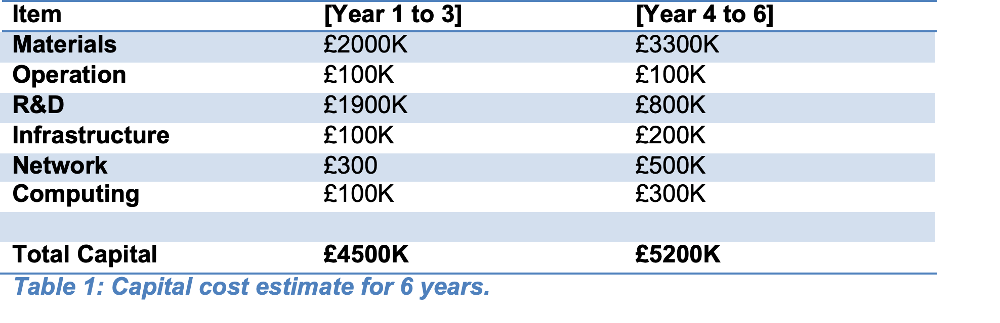 Item [Year 1 to 3] [Year 4 to 6]
Materials £2000K £3300K
Operation £100K £100K
R&D £1900K £800K
Infrastructure £100K £200K
Network £300 £500K
Computing £100K £300K
Total Capital £4500K £5200K
Table 1: Capital cost estimate for 6 years.